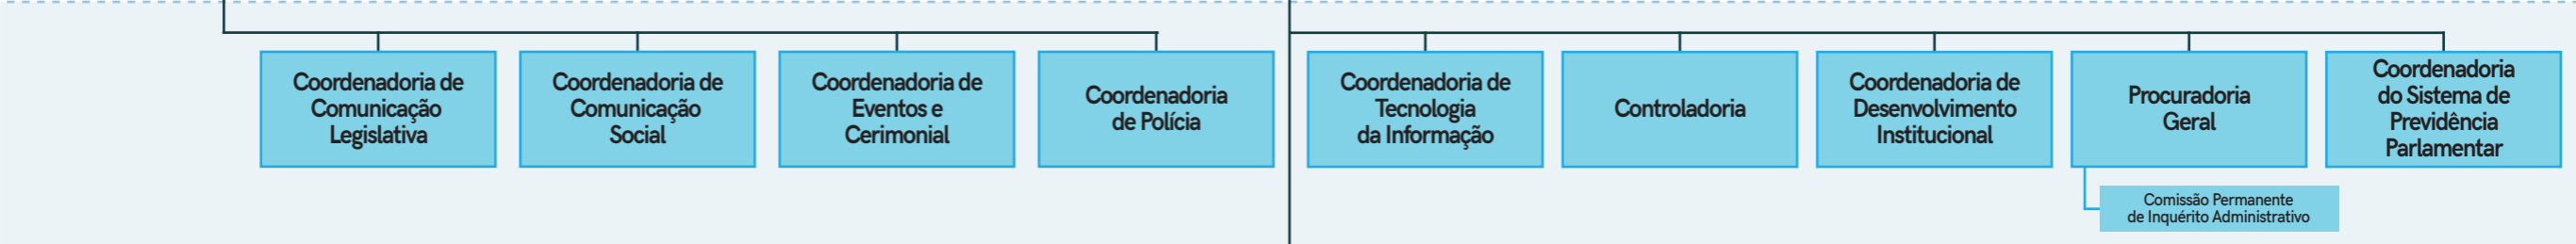 Coordenadoria de
Comunicação
Legislativa
Coordenadoria de
Comunicação
Social
Coordenadoria de
Eventos e
Cerimonial
Coordenadoria
de Polícia
Coordenadoria de
Tecnologia
da Informação
Controladoria
Coordenadoria de
Desenvolvimento
Institucional
Procuradoria
Geral
Coordenadoria
do Sistema de
Previdência
Parlamentar
Comissão Permanente
de Inquérito Administrativo